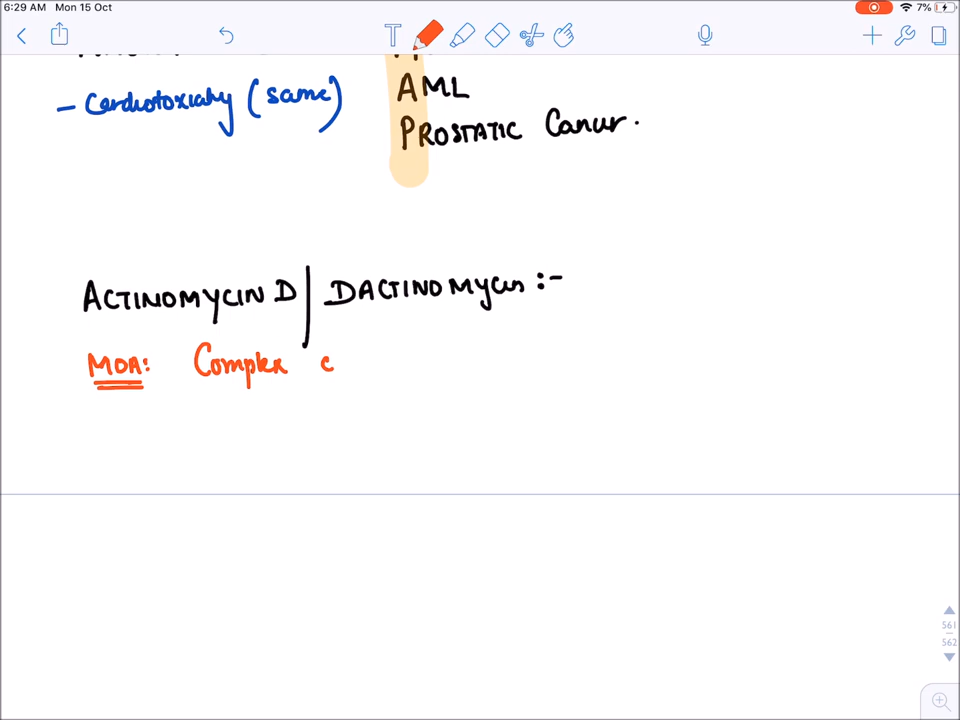 6:29 AM Mon 15 Oct 7%
T
- Cardiotoxicity (same)
AML
PROSTATIC Cancer.
ACTINOMYCIN D | DACTINOMYCIN :-
MOA: Complex c
561
562